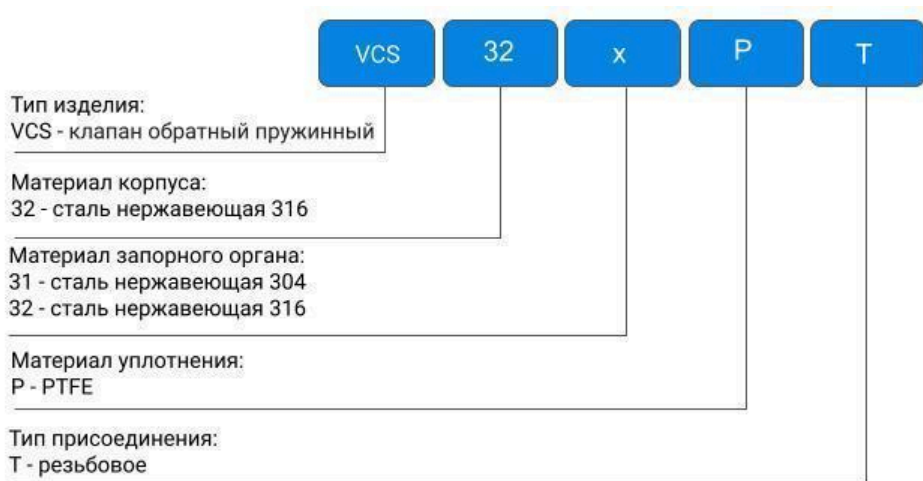 VCS 32 x P T
Тип изделия:
VCS - клапан обратный пружинный
Материал корпуса:
32 - сталь нержавеющая 316
Материал запорного органа:
31 - сталь нержавеющая 304
32 - сталь нержавеющая 316
Материал уплотнения:
P - PTFE
Тип присоединения:
T - резьбовое